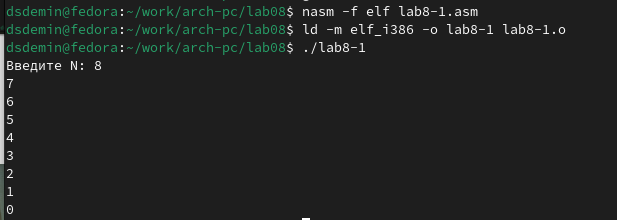 dsdemin@fedora:~/work/arch-pc/lab08$ nasm -f elf lab8-1.asm
dsdemin@fedora:~/work/arch-pc/lab08$ ld -m elf_i386 -o lab8-1 lab8-1.o
dsdemin@fedora:~/work/arch-pc/lab08$ ./lab8-1
Введите N: 8
7
6
5
4
3
2
1
0